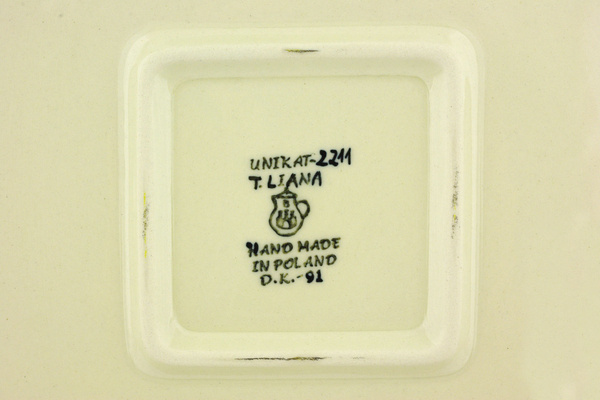 UNIKAT-2211
T. LIANA
HAND MADE
IN POLAND
D.K.-91